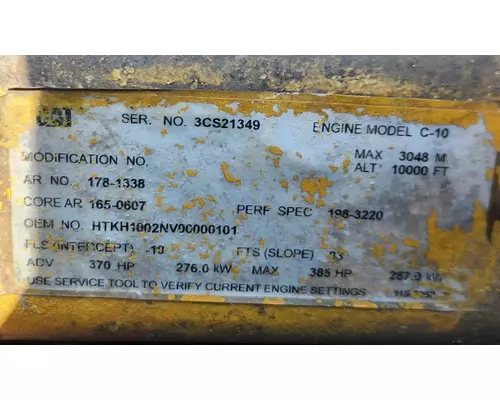 CAT SER. NO. 3CS21349 ENGINE MODEL C-10
MODIFICATION NO. MAX 3048 M
ALT 10000 FT
AR NO. 178-1338
CORE AR 165-0607 PERF SPEC 198-3220
OEM NO. HTKH1002NV90000101
FLS (INTERCEPT) -10 FTS (SLOPE)
ADV 370 HP 276.0 kW MAX 385 HP 287.0 kW
USE SERVICE TOOL TO VERIFY CURRENT ENGINE SETTINGS